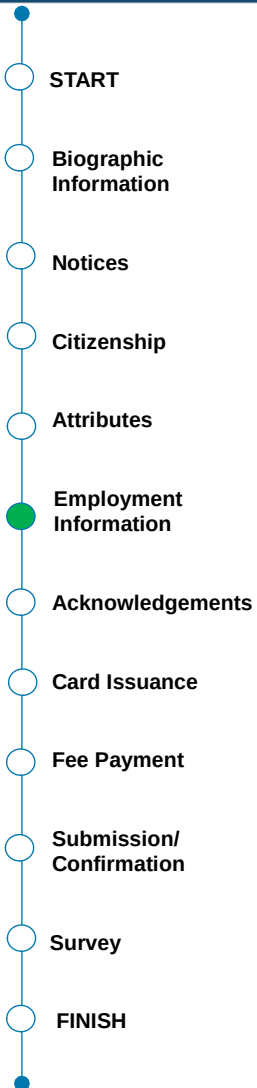 START
Biographic
Information
Notices
Citizenship
Attributes
Employment
Information
Acknowledgements
Card Issuance
Fee Payment
Submission/
Confirmation
Survey
FINISH